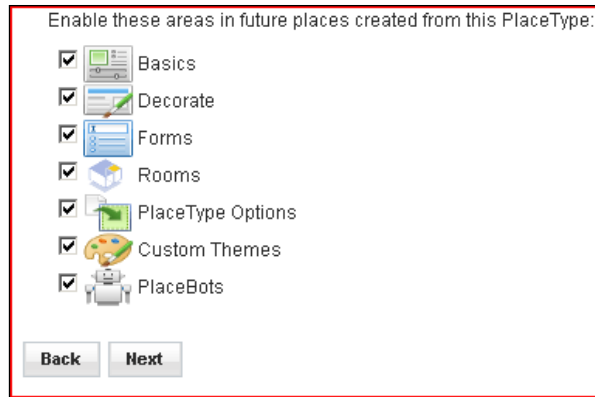 Enable these areas in future places created from this PlaceType:
Basics
Decorate
Forms
Rooms
PlaceType Options
Custom Themes
PlaceBots
Back Next